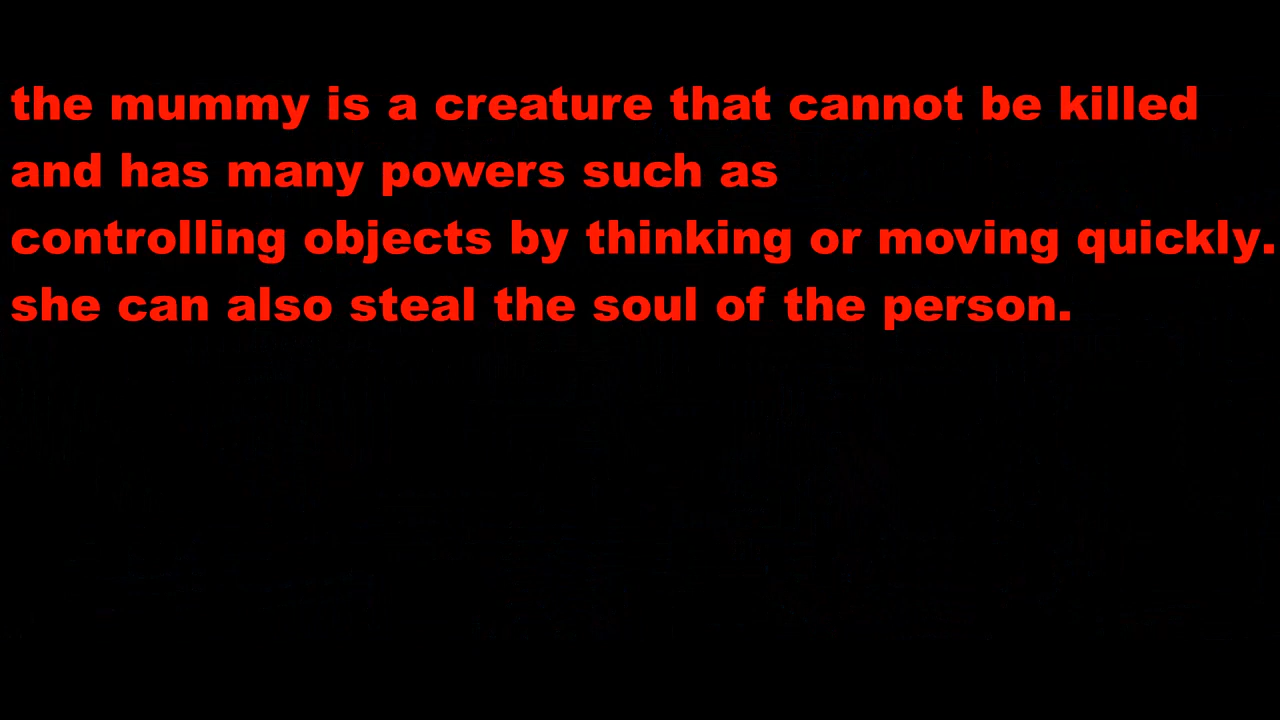 the mummy is a creature that cannot be killed
and has many powers such as
controlling objects by thinking or moving quickly.
she can also steal the soul of the person.